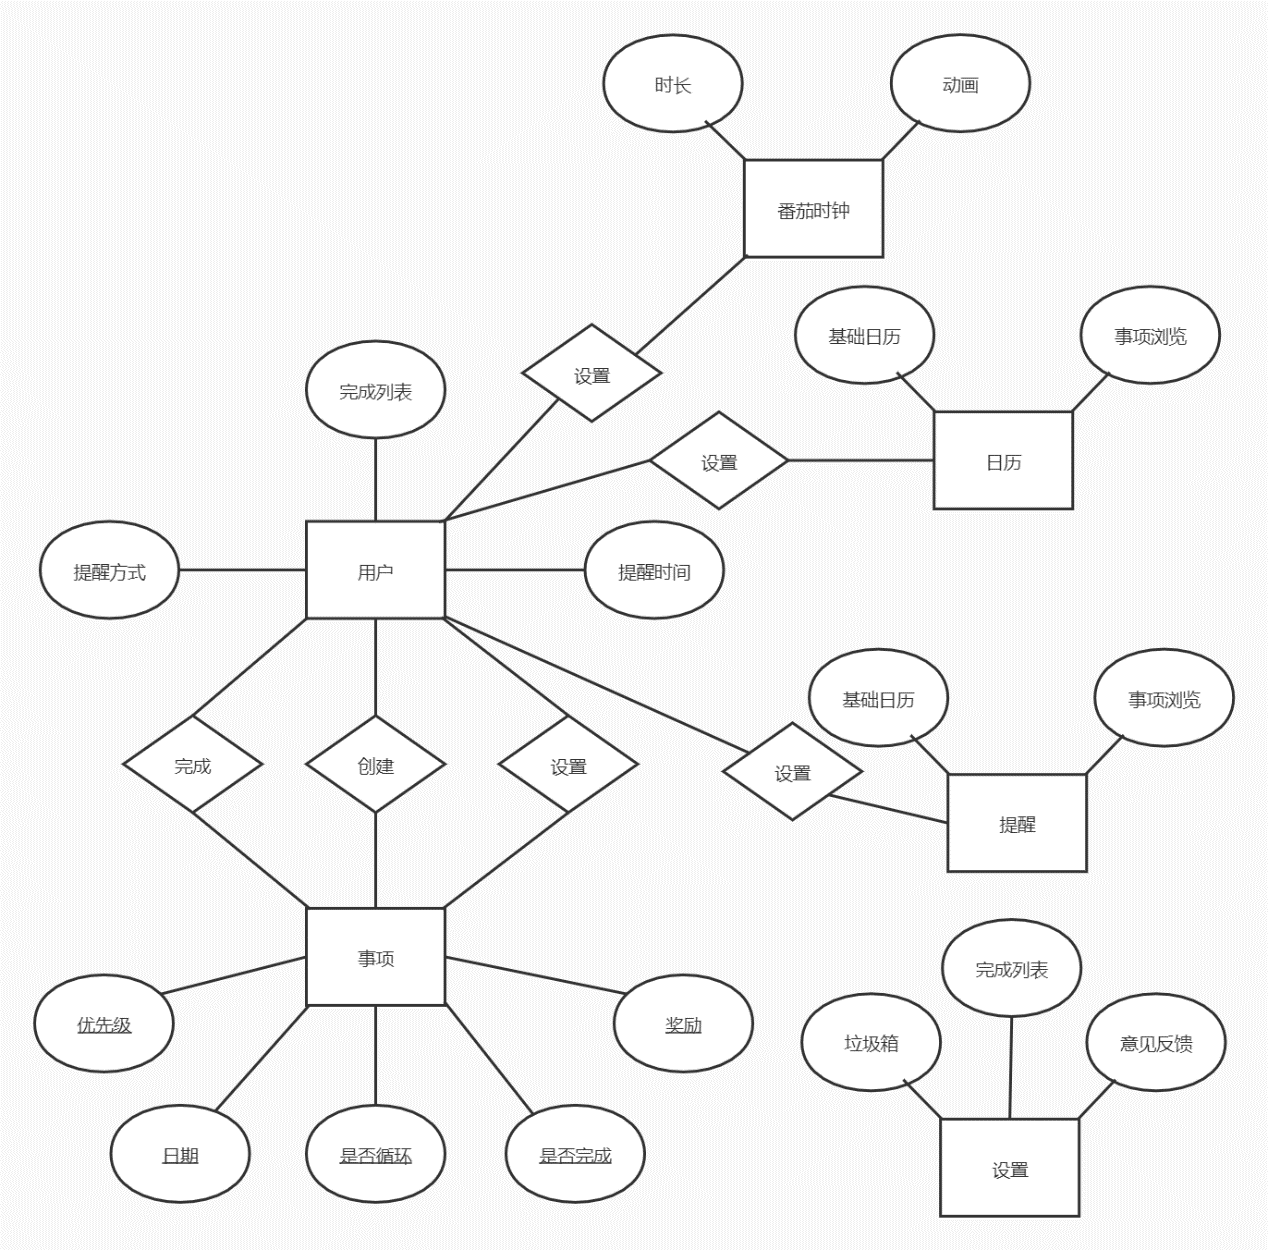 时长
动画
番茄时钟
基础日历
事项浏览
设置
完成列表
设置
日历
提醒方式
用户
提醒时间
基础日历
事项浏览
完成
创建
设置
设置
提醒
事项
完成列表
优先级
奖励
垃圾箱
意见反馈
日期
是否循环
是否完成
设置